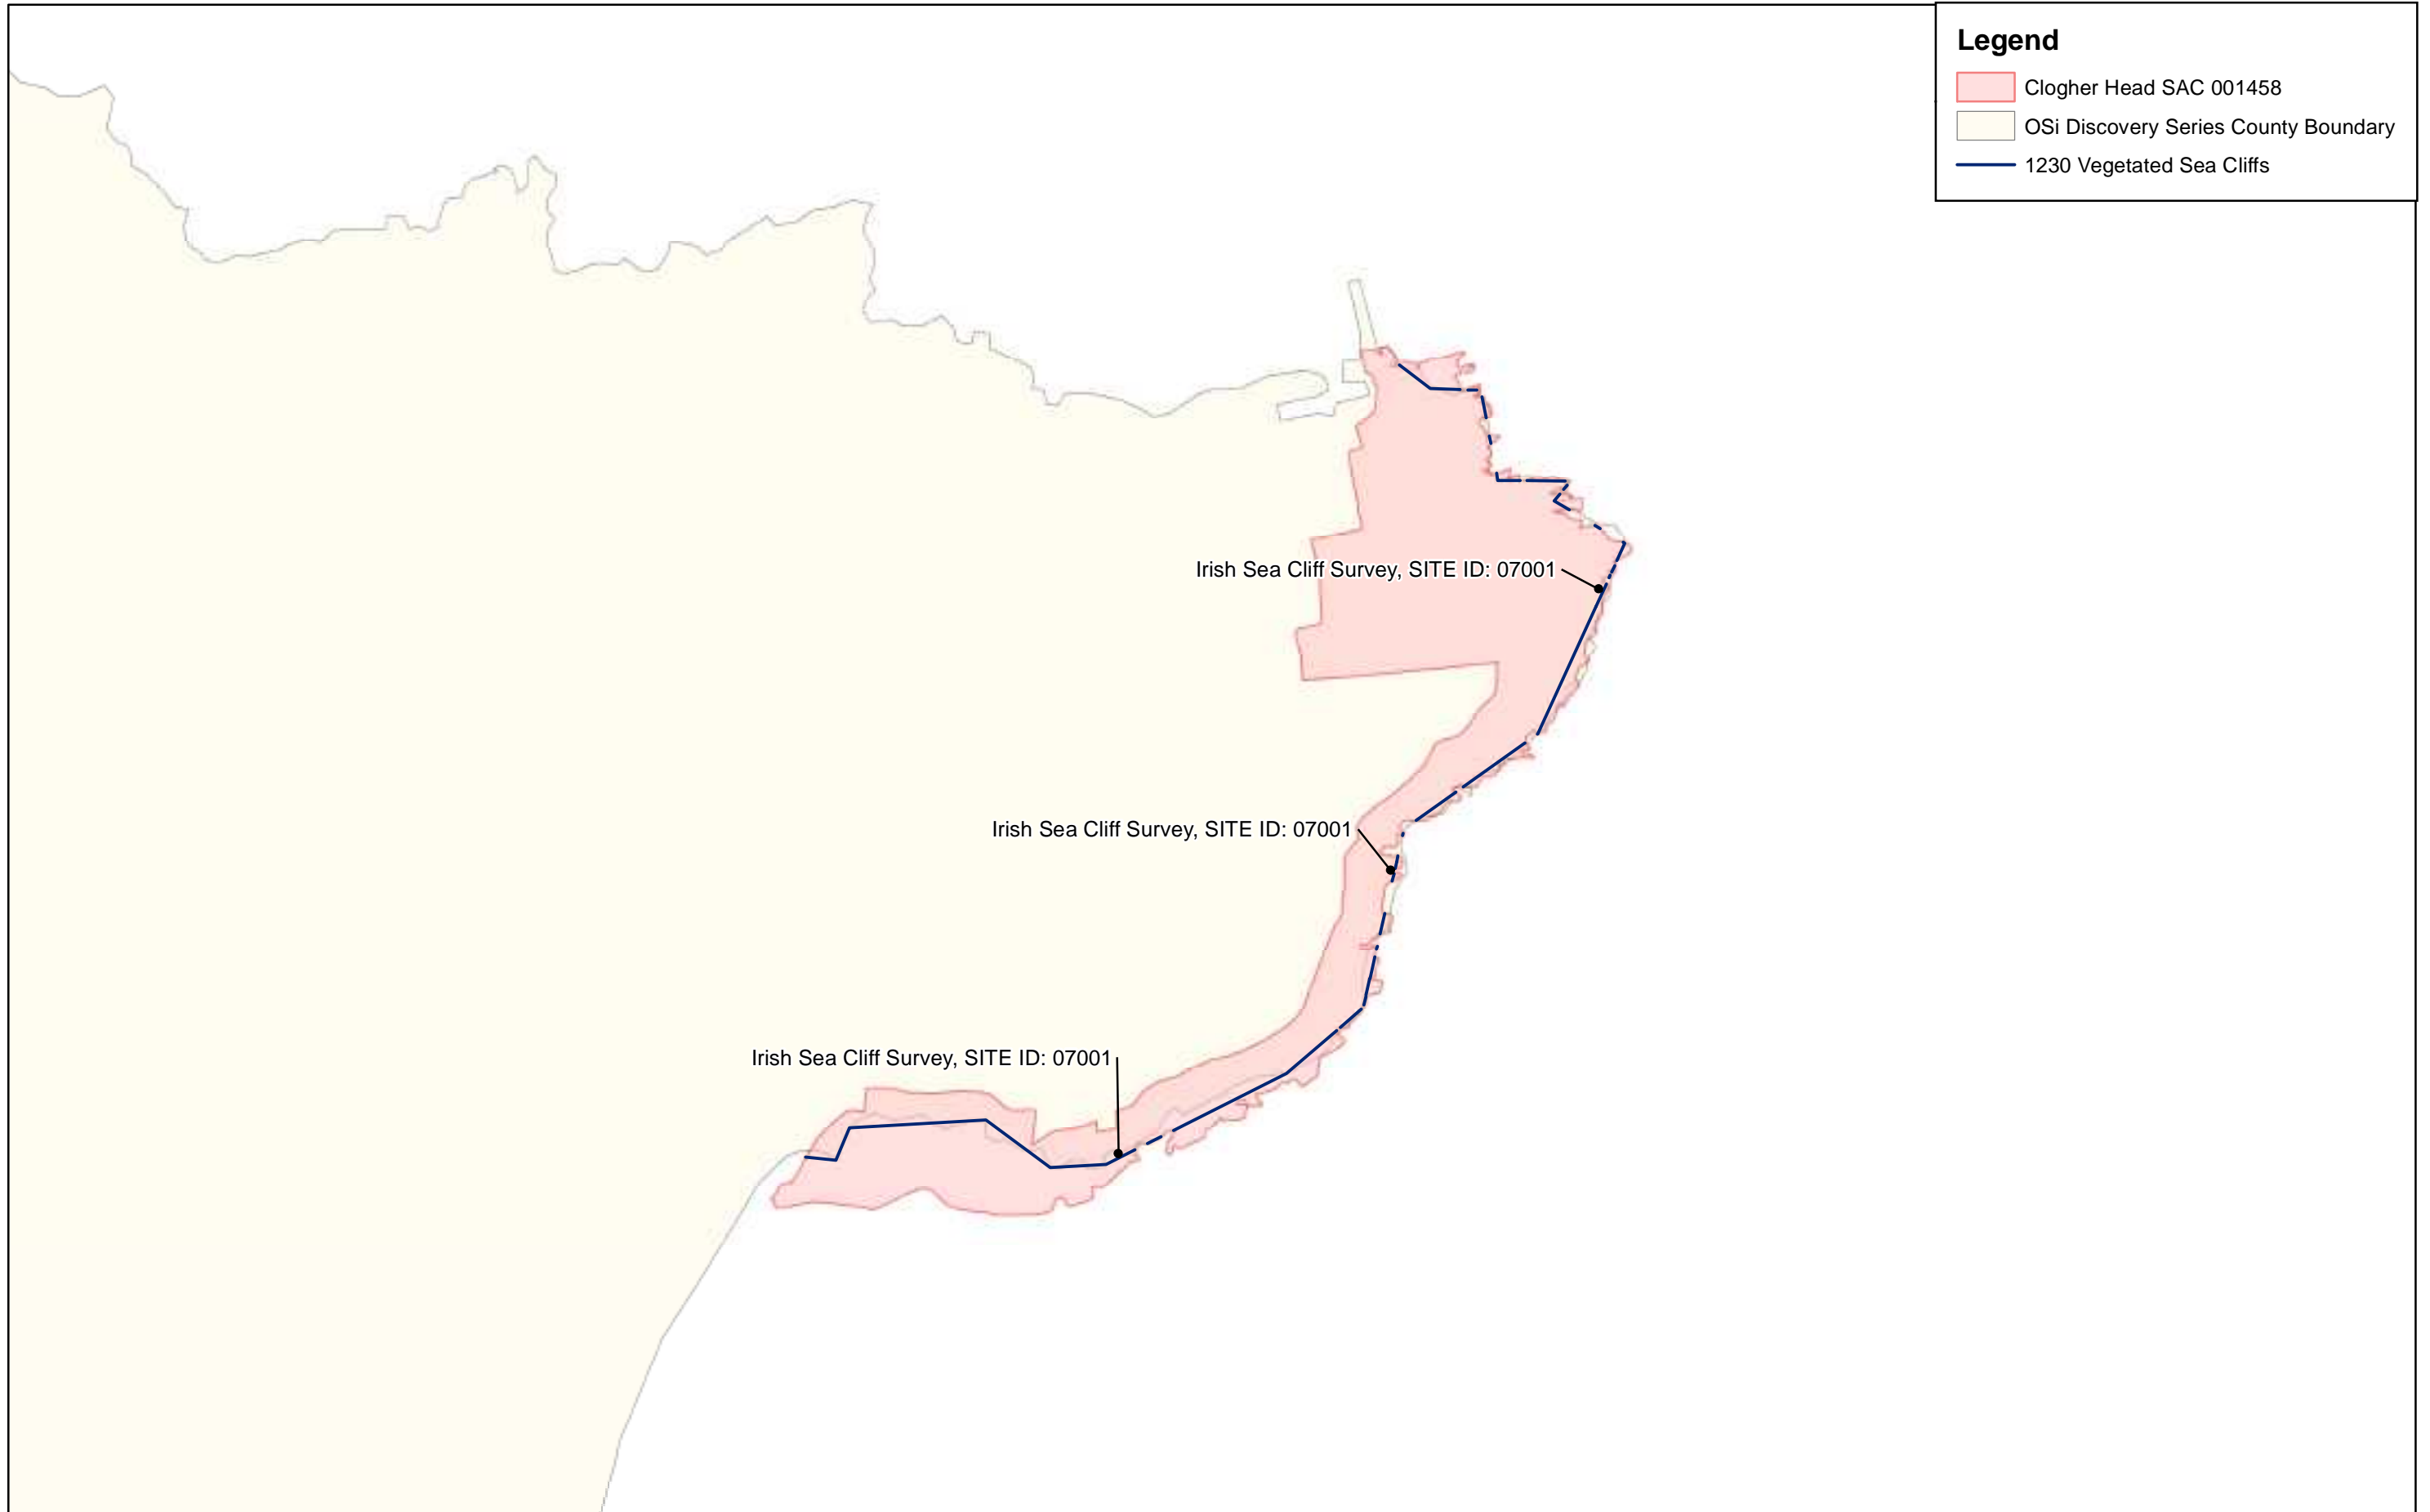 Legend
Clogher Head SAC 001458
OSi Discovery Series County Boundary
1230 Vegetated Sea Cliffs
Irish Sea Cliff Survey, SITE ID: 07001
Irish Sea Cliff Survey, SITE ID: 07001
Irish Sea Cliff Survey, SITE ID: 07001